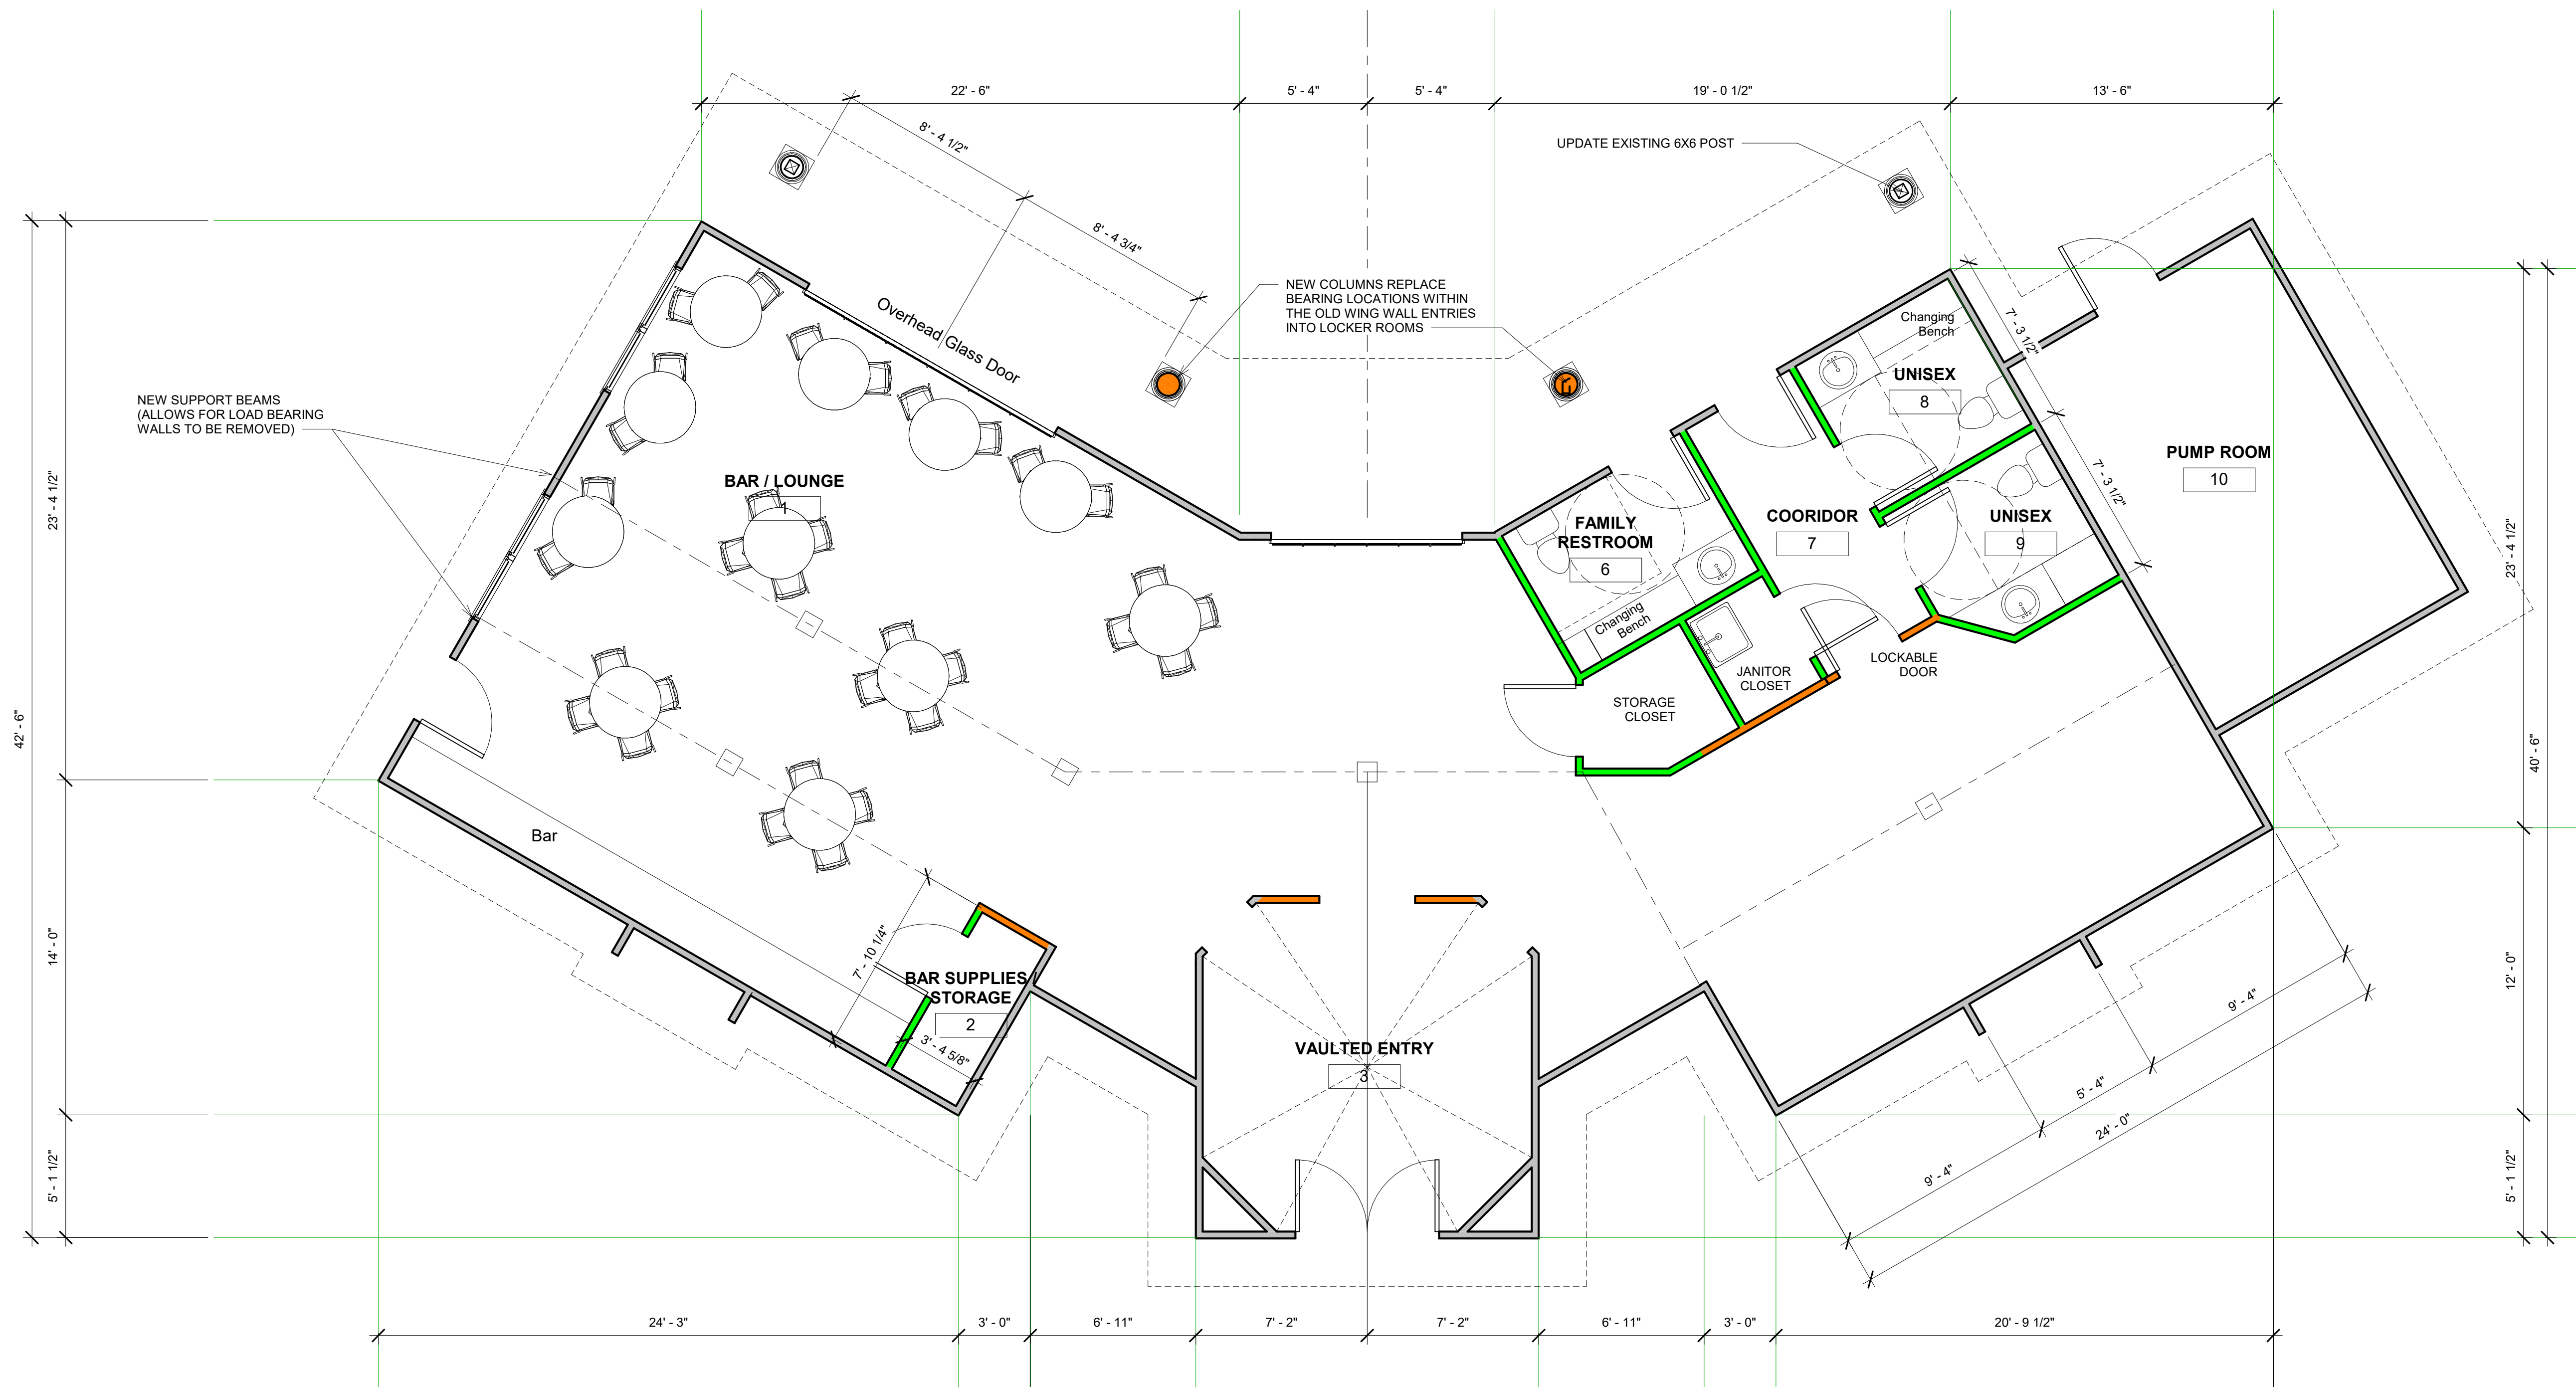 22' - 6"
5' - 4"
5' - 4"
19' - 0 1/2"
13' - 6"
8' - 4 1/2"
8' - 4 3/4"
UPDATE EXISTING 6X6 POST
NEW COLUMNS REPLACE
BEARING LOCATIONS WITHIN
THE OLD WING WALL ENTRIES
INTO LOCKER ROOMS
Overhead Glass Door
NEW SUPPORT BEAMS
(ALLOWS FOR LOAD BEARING
WALLS TO BE REMOVED)
BAR / LOUNGE
1
Changing
Bench
UNISEX
8
7' - 3 1/2"
7' - 3 1/2"
PUMP ROOM
10
FAMILY
RESTROOM
6
COORIDOR
7
UNISEX
9
Changing
Bench
JANITOR
CLOSET
LOCKABLE
DOOR
STORAGE
CLOSET
23' - 4 1/2"
42' - 6"
14' - 0"
5' - 1 1/2"
23' - 4 1/2"
40' - 6"
12' - 0"
5' - 1 1/2"
Bar
7' - 10 1/4"
BAR SUPPLIES /
STORAGE
2
3' - 4 5/8"
VAULTED ENTRY
3
9' - 4"
5' - 4"
24' - 0"
9' - 4"
24' - 3"
3' - 0"
6' - 11"
7' - 2"
7' - 2"
6' - 11"
3' - 0"
20' - 9 1/2"